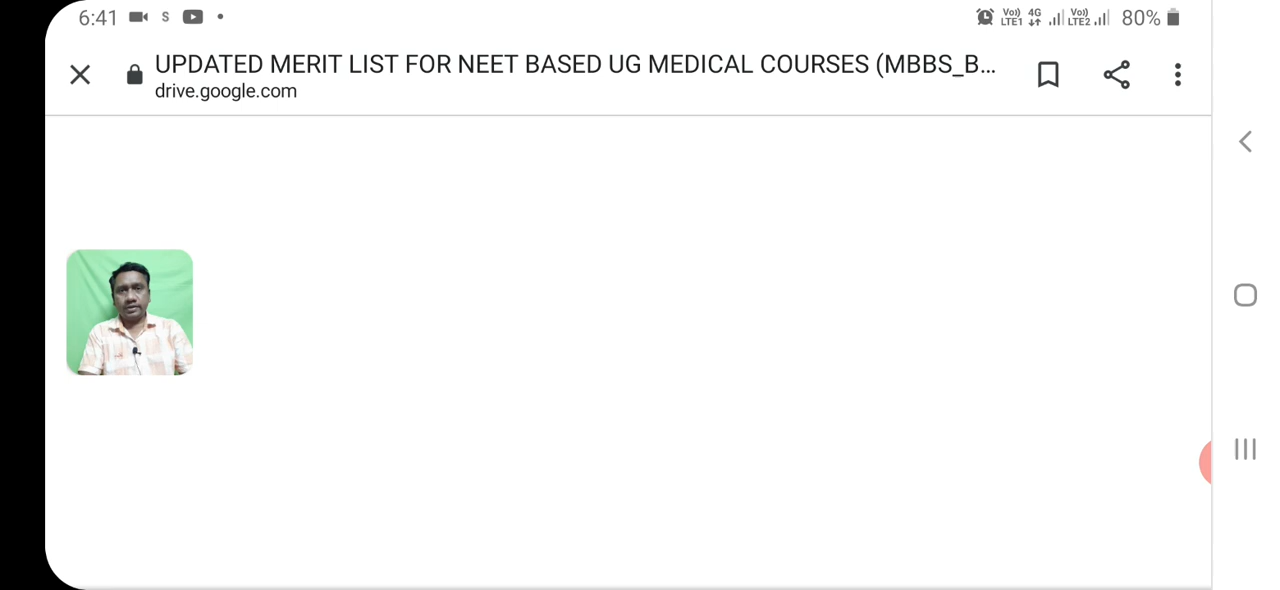 6:41 S Vo)) LTE1 4G Vo)) LTE2 80%
UPDATED MERIT LIST FOR NEET BASED UG MEDICAL COURSES (MBBS_B...
drive.google.com